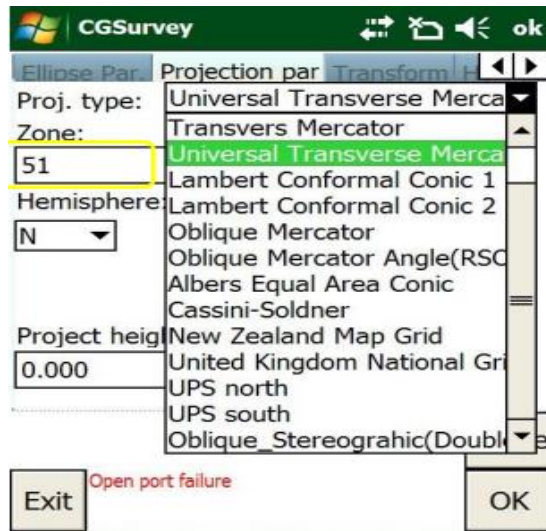 CGSurvey ok
Ellipse Par. Projection par Transform H
Proj. type: Universal Transverse Merca
Zone:
51
Hemisphere:
N
Project heig
0.000
Transvers Mercator
Universal Transverse Merca
Lambert Conformal Conic 1
Lambert Conformal Conic 2
Oblique Mercator
Oblique Mercator Angle(RSO
Albers Equal Area Conic
Cassini-Soldner
New Zealand Map Grid
United Kingdom National Gri
UPS north
UPS south
Oblique_Stereograhic(Double
Exit Open port failure OK